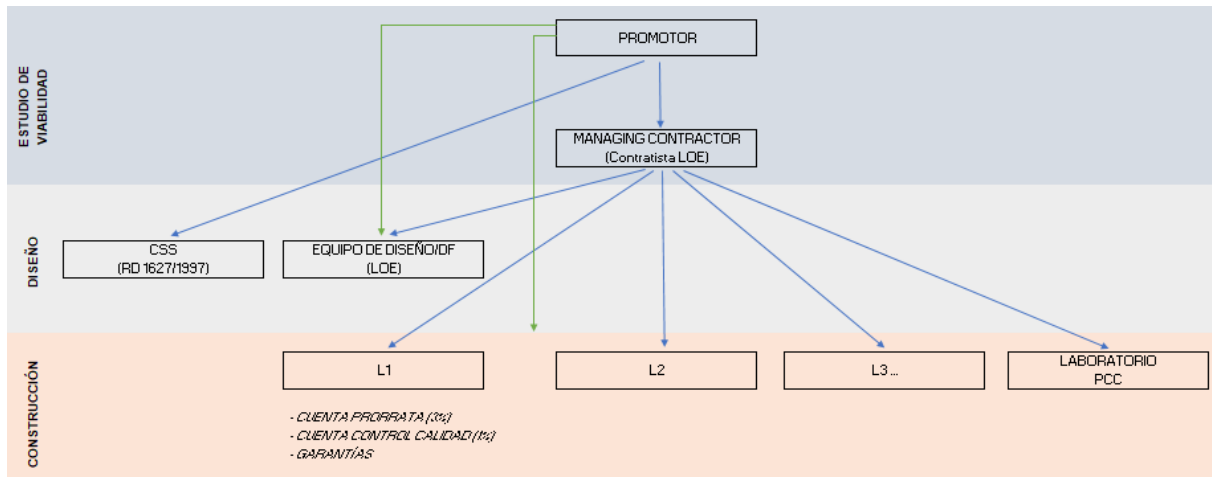 ESTUDIO DE
VIABILIDAD
PROMOTOR
MANAGING CONTRACTOR
(Contratista LOE)
DISEÑO
CSS
(RD 1627/1997)
EQUIPO DE DISEÑO/DF
(LOE)
CONSTRUCCIÓN
L1
L2
L3...
LABORATORIO
PCC
- CUENTA PRORRATA (3%)
- CUENTA CONTROL CALIDAD (1%)
- GARANTÍAS